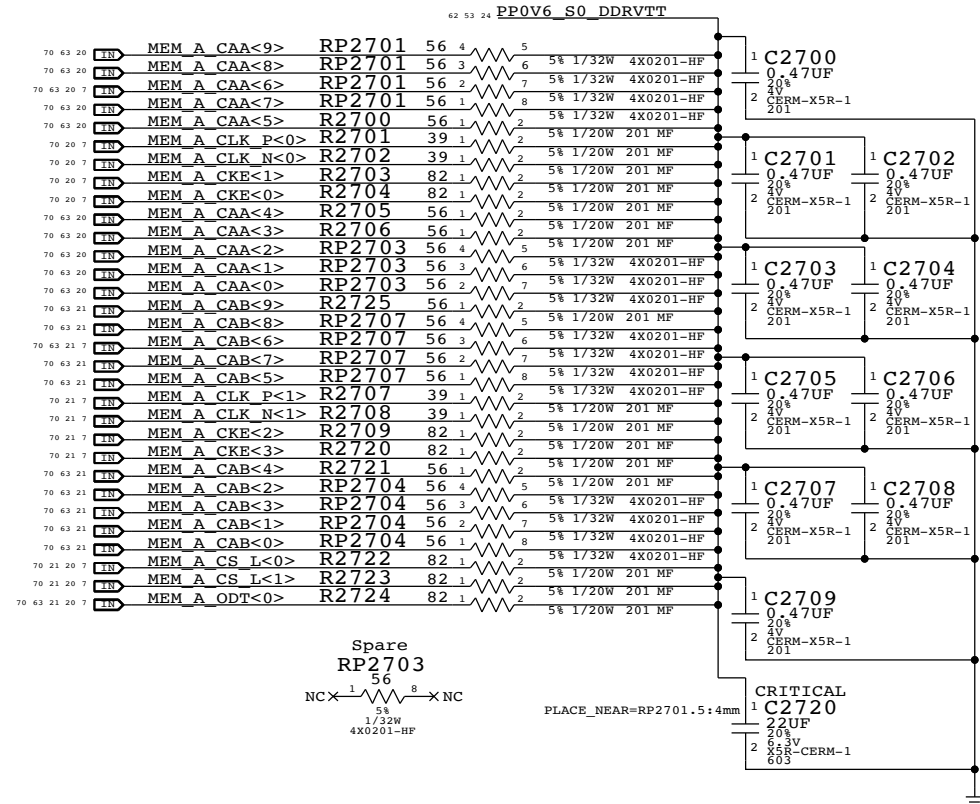 62 53 24 PP0V6_S0_DDRVTT
70 63 20 IN MEM_A_CAA<9> RP2701 56 4 5 5% 1/32W 4X0201-HF
70 63 20 IN MEM_A_CAA<8> RP2701 56 3 6 5% 1/32W 4X0201-HF
70 63 20 7 IN MEM_A_CAA<6> RP2701 56 2 7 5% 1/32W 4X0201-HF
70 63 20 IN MEM_A_CAA<7> RP2701 56 1 8 5% 1/32W 4X0201-HF
70 63 20 IN MEM_A_CAA<5> R2700 56 1 2 5% 1/20W 201 MF
70 20 7 IN MEM_A_CLK_P<0> R2701 39 1 2 5% 1/20W 201 MF
70 20 7 IN MEM_A_CLK_N<0> R2702 39 1 2 5% 1/20W 201 MF
70 20 7 IN MEM_A_CKE<1> R2703 82 1 2 5% 1/20W 201 MF
70 20 7 IN MEM_A_CKE<0> R2704 82 1 2 5% 1/20W 201 MF
70 63 20 IN MEM_A_CAA<4> R2705 56 1 2 5% 1/20W 201 MF
70 63 20 IN MEM_A_CAA<3> R2706 56 1 2 5% 1/20W 201 MF
70 63 20 IN MEM_A_CAA<2> RP2703 56 4 5 5% 1/32W 4X0201-HF
70 63 20 IN MEM_A_CAA<1> RP2703 56 3 6 5% 1/32W 4X0201-HF
70 63 20 IN MEM_A_CAA<0> RP2703 56 2 7 5% 1/32W 4X0201-HF
70 63 21 IN MEM_A_CAB<9> R2725 56 1 2 5% 1/20W 201 MF
70 63 21 IN MEM_A_CAB<8> RP2707 56 4 5 5% 1/32W 4X0201-HF
70 63 21 7 IN MEM_A_CAB<6> RP2707 56 3 6 5% 1/32W 4X0201-HF
70 63 21 IN MEM_A_CAB<7> RP2707 56 2 7 5% 1/32W 4X0201-HF
70 63 21 IN MEM_A_CAB<5> RP2707 56 1 8 5% 1/32W 4X0201-HF
70 21 7 IN MEM_A_CLK_P<1> R2707 39 1 2 5% 1/20W 201 MF
70 21 7 IN MEM_A_CLK_N<1> R2708 39 1 2 5% 1/20W 201 MF
70 21 7 IN MEM_A_CKE<2> R2709 82 1 2 5% 1/20W 201 MF
70 21 7 IN MEM_A_CKE<3> R2720 82 1 2 5% 1/20W 201 MF
70 63 21 IN MEM_A_CAB<4> R2721 56 1 2 5% 1/20W 201 MF
70 63 21 IN MEM_A_CAB<2> RP2704 56 4 5 5% 1/32W 4X0201-HF
70 63 21 IN MEM_A_CAB<3> RP2704 56 3 6 5% 1/32W 4X0201-HF
70 63 21 IN MEM_A_CAB<1> RP2704 56 2 7 5% 1/32W 4X0201-HF
70 63 21 IN MEM_A_CAB<0> RP2704 56 1 8 5% 1/32W 4X0201-HF
70 21 20 7 IN MEM_A_CS_L<0> R2722 82 1 2 5% 1/20W 201 MF
70 21 20 7 IN MEM_A_CS_L<1> R2723 82 1 2 5% 1/20W 201 MF
70 63 21 20 7 IN MEM_A_ODT<0> R2724 82 1 2 5% 1/20W 201 MF
1 C2700
0.47UF
20%
4V
2 CERM-X5R-1
201
1 C2701
0.47UF
20%
4V
2 CERM-X5R-1
201
1 C2702
0.47UF
20%
4V
2 CERM-X5R-1
201
1 C2703
0.47UF
20%
4V
2 CERM-X5R-1
201
1 C2704
0.47UF
20%
4V
2 CERM-X5R-1
201
1 C2705
0.47UF
20%
4V
2 CERM-X5R-1
201
1 C2706
0.47UF
20%
4V
2 CERM-X5R-1
201
1 C2707
0.47UF
20%
4V
2 CERM-X5R-1
201
1 C2708
0.47UF
20%
4V
2 CERM-X5R-1
201
1 C2709
0.47UF
20%
4V
2 CERM-X5R-1
201
Spare
RP2703
56
NC 1 8 NC
5%
1/32W
4X0201-HF
CRITICAL
PLACE_NEAR=RP2701.5:4mm 1 C2720
22UF
20%
6.3V
2 X5R-CERM-1
603